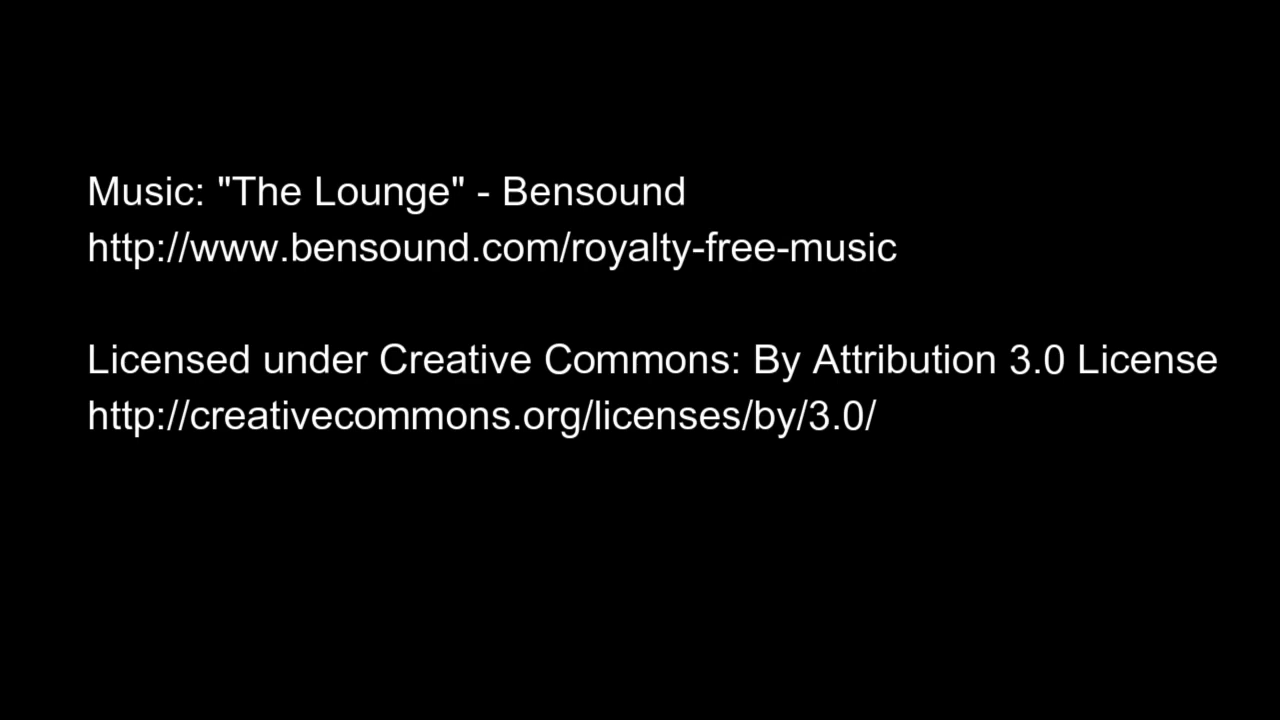 Music: "The Lounge" - Bensound
http://www.bensound.com/royalty-free-music
Licensed under Creative Commons: By Attribution 3.0 License
http://creativecommons.org/licenses/by/3.0/